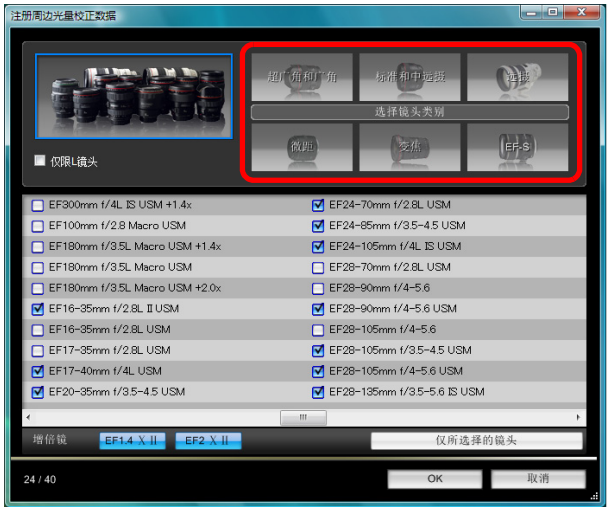 注册周边光量校正数据
超广角和广角 标准和中远摄 远摄
选择镜头类别
微距 变焦 EF-S
仅限L镜头
EF300mm f/4L IS USM +1.4x EF24-70mm f/2.8L USM
EF100mm f/2.8 Macro USM EF24-85mm f/3.5-4.5 USM
EF180mm f/3.5L Macro USM +1.4x EF24-105mm f/4L IS USM
EF180mm f/3.5L Macro USM EF28-70mm f/2.8L USM
EF180mm f/3.5L Macro USM +2.0x EF28-90mm f/4-5.6
EF16-35mm f/2.8L II USM EF28-90mm f/4-5.6 USM
EF16-35mm f/2.8L USM EF28-105mm f/4-5.6
EF17-35mm f/2.8L USM EF28-105mm f/3.5-4.5 USM
EF17-40mm f/4L USM EF28-105mm f/4-5.6 USM
EF20-35mm f/3.5-4.5 USM EF28-135mm f/3.5-5.6 IS USM
增倍镜 EF1.4 X II EF2 X II 仅所选择的镜头
24 / 40 OK 取消